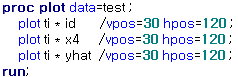 proc plot data=test;
plot ti * id /vpos=30 hpos=120;
plot ti * x4 /vpos=30 hpos=120;
plot ti * yhat /vpos=30 hpos=120;
run;